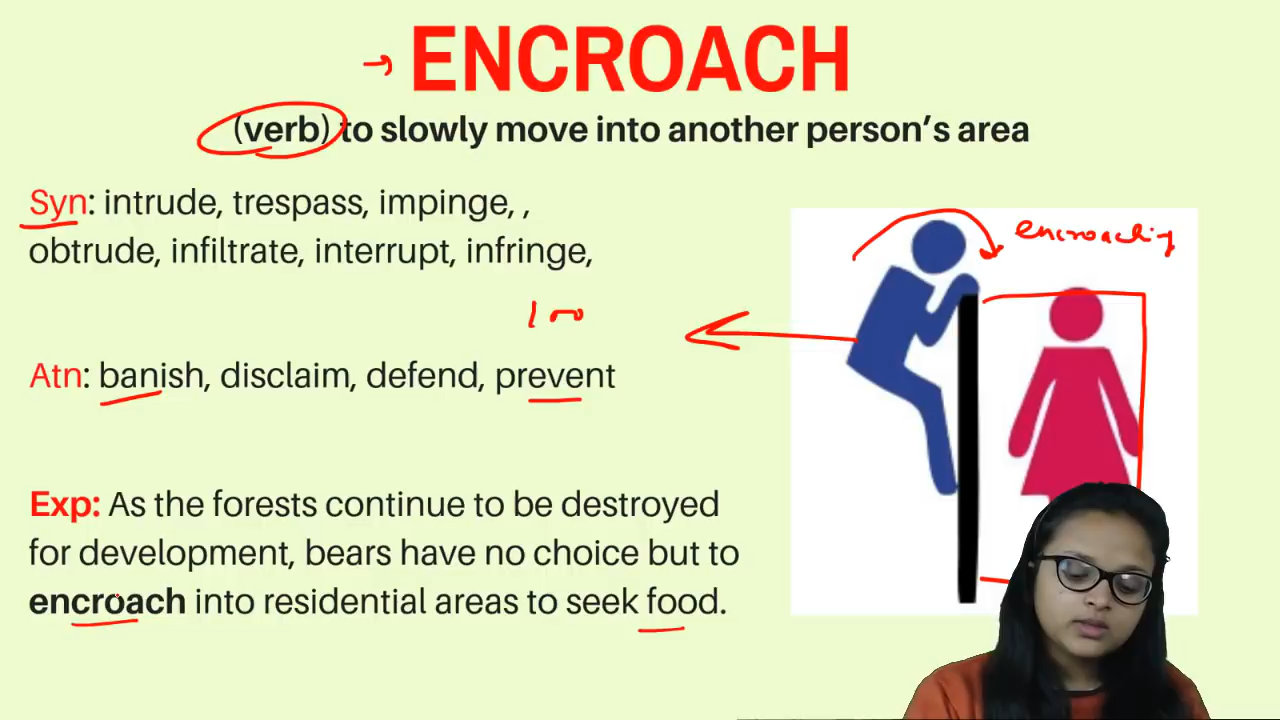 ENCROACH
(verb) to slowly move into another person's area
Syn: intrude, trespass, impinge, ,
obtrude, infiltrate, interrupt, infringe,
encroaching
Atn: banish, disclaim, defend, prevent
Exp: As the forests continue to be destroyed
for development, bears have no choice but to
encroach into residential areas to seek food.